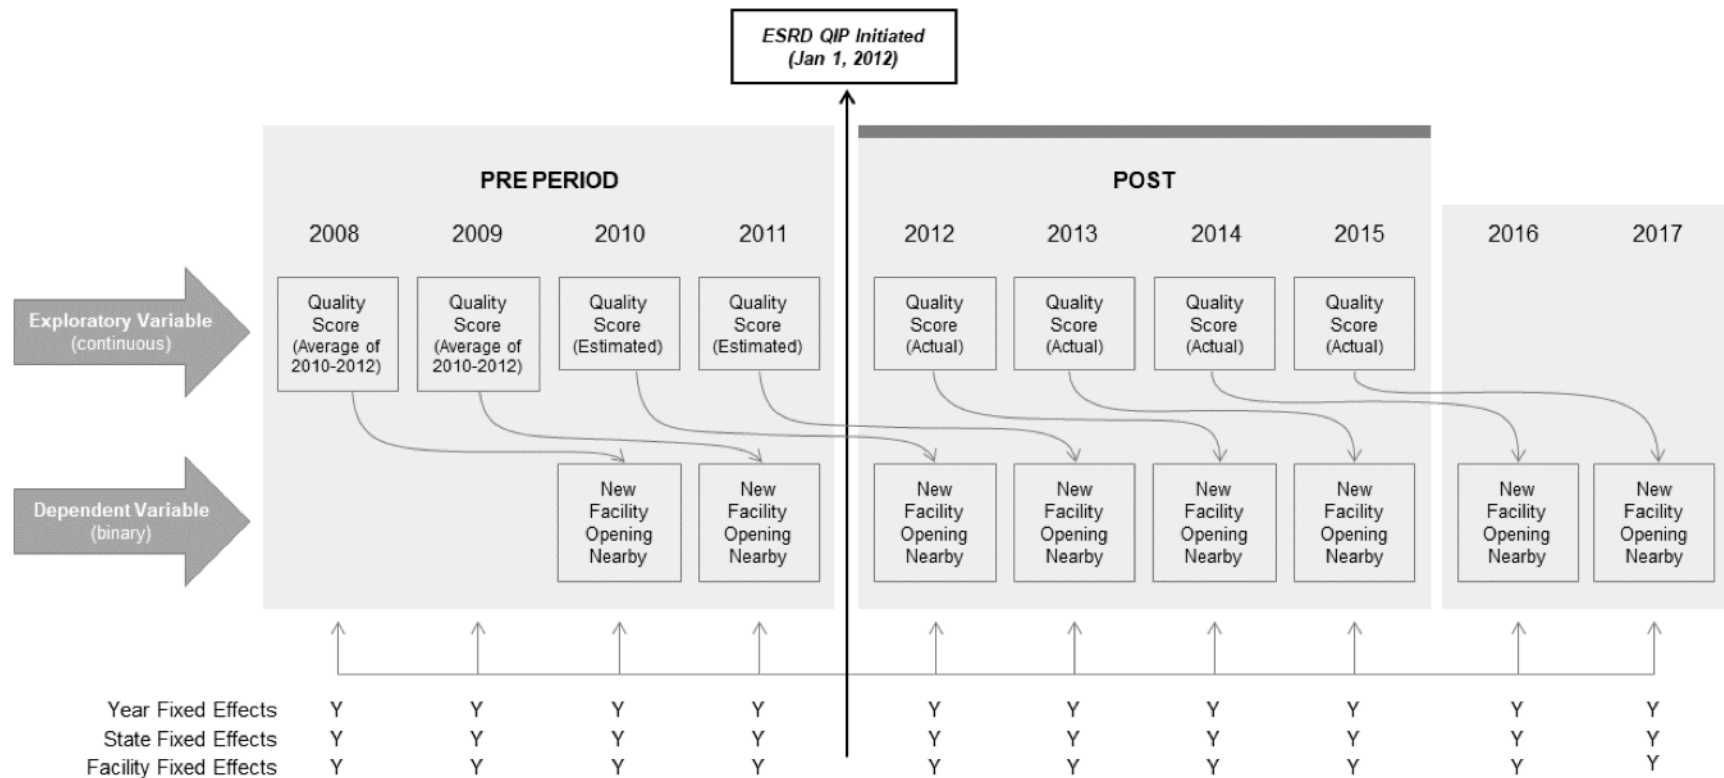 ESRD QIP Initiated
(Jan 1, 2012)
PRE PERIOD
POST
2008 2009 2010 2011 2012 2013 2014 2015 2016 2017
Exploratory Variable
(continuous)
Quality
Score
(Average of
2010-2012)
Quality
Score
(Average of
2010-2012)
Quality
Score
(Estimated)
Quality
Score
(Estimated)
Quality
Score
(Actual)
Quality
Score
(Actual)
Quality
Score
(Actual)
Quality
Score
(Actual)
Dependent Variable
(binary)
New
Facility
Opening
Nearby
New
Facility
Opening
Nearby
New
Facility
Opening
Nearby
New
Facility
Opening
Nearby
New
Facility
Opening
Nearby
New
Facility
Opening
Nearby
New
Facility
Opening
Nearby
New
Facility
Opening
Nearby
Year Fixed Effects Y Y Y Y Y Y Y Y Y Y
State Fixed Effects Y Y Y Y Y Y Y Y Y Y
Facility Fixed Effects Y Y Y Y Y Y Y Y Y Y